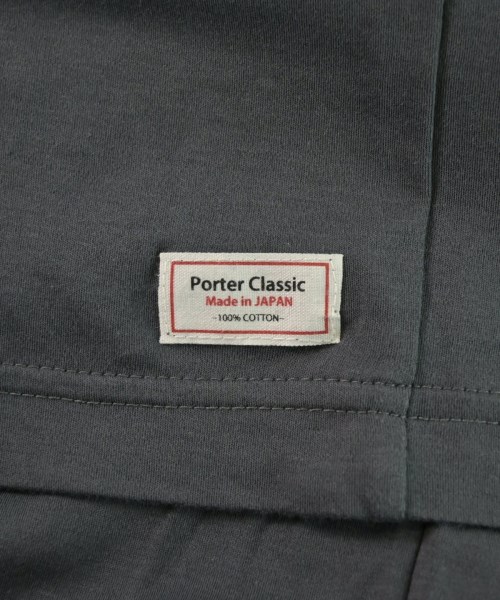 Porter Classic
Made in JAPAN
–100% COTTON–